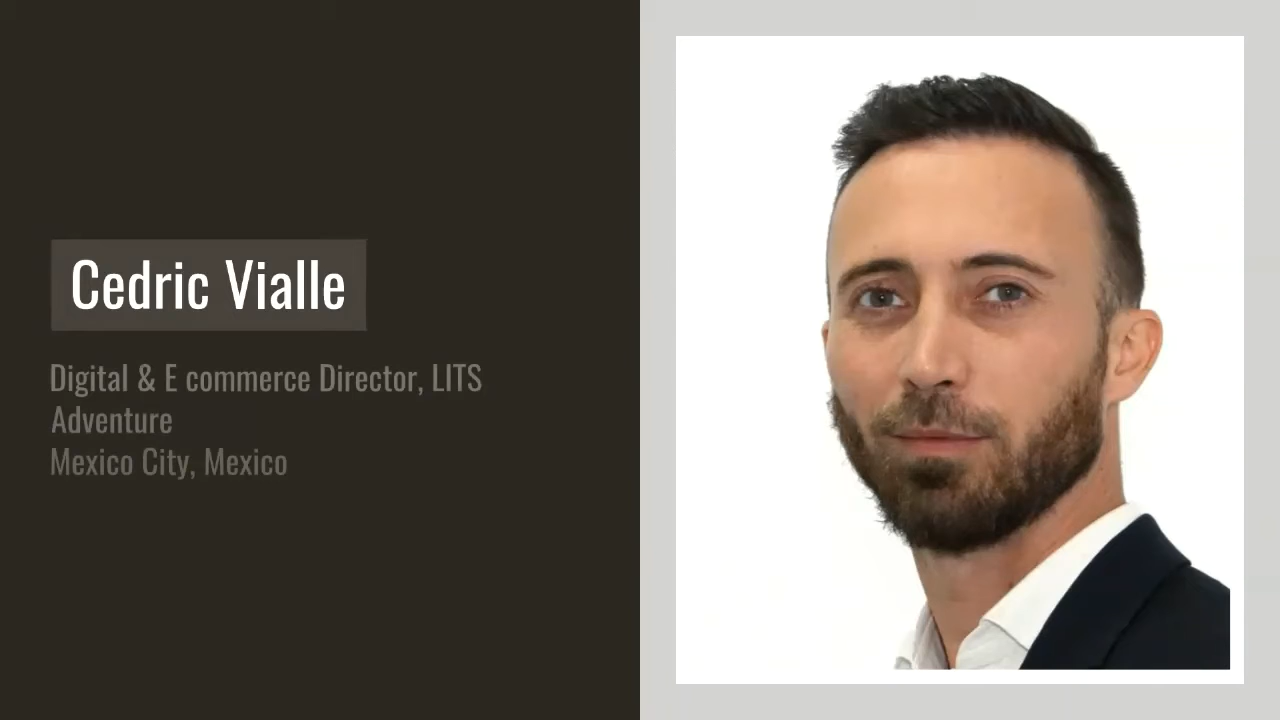 Cedric Vialle
Digital & E commerce Director, LITS
Adventure
Mexico City, Mexico